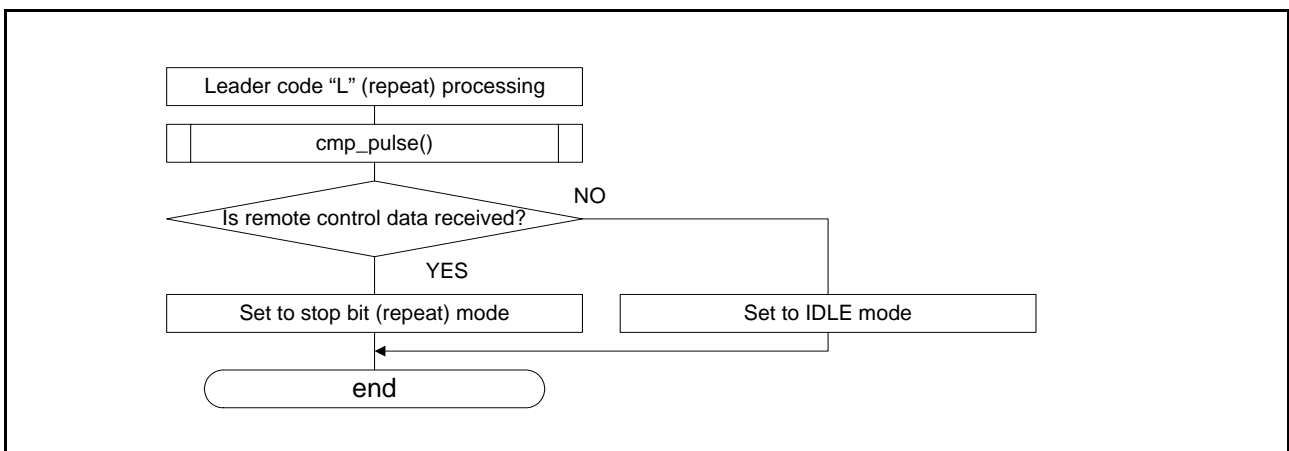 Leader code “L” (repeat) processing
cmp_pulse()
NO
Is remote control data received?
YES
Set to stop bit (repeat) mode
Set to IDLE mode
end